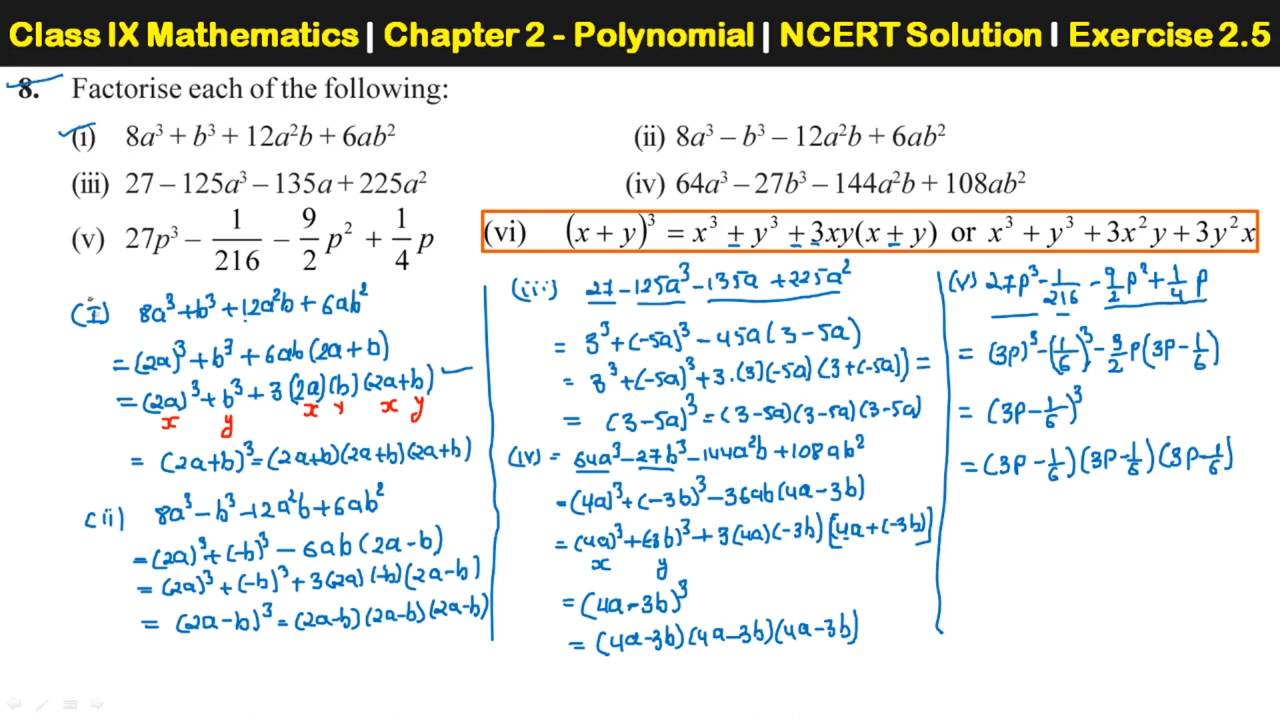 Class IX Mathematics | Chapter 2 - Polynomial | NCERT Solution I Exercise 2.5
8. Factorise each of the following:
(i) 8a³ + b³ + 12a²b + 6ab²
(ii) 8a³ – b³ – 12a²b + 6ab²
(iii) 27 – 125a³ – 135a + 225a²
(iv) 64a³ – 27b³ – 144a²b + 108ab²
(v) 27p³ – 1/216 – 9/2 p² + 1/4 p
(vi) (x + y)³ = x³ + y³ + 3xy(x + y) or x³ + y³ + 3x²y + 3y²x
(i) 8a³+b³+12a²b+6ab²
= (2a)³+b³+6ab(2a+b)
= (2a)³+b³+3(2a)(b)(2a+b)
x y x y x y
= (2a+b)³=(2a+b)(2a+b)(2a+b)
(ii) 8a³-b³-12a²b+6ab²
= (2a)³+(-b)³-6ab(2a-b)
= (2a)³+(-b)³+3(2a)(-b)(2a-b)
= (2a-b)³=(2a-b)(2a-b)(2a-b)
(iii) 27-125a³-135a+225a²
= 3³+(-5a)³-45a(3-5a)
= 3³+(-5a)³+3.(3)(-5a)(3+(-5a)) =
= (3-5a)³=(3-5a)(3-5a)(3-5a)
(iv) = 64a³-27b³-144a²b+108ab²
= (4a)³+(-3b)³-36ab(4a-3b)
= (4a)³+(-3b)³+3(4a)(-3b)[4a+(-3b)]
x y
= (4a-3b)³
= (4a-3b)(4a-3b)(4a-3b)
(v) 27p³-1/216-9/2p²+1/4p
= (3p)³-(1/6)³-9/2p(3p-1/6)
= (3p-1/6)³
= (3p-1/6)(3p-1/6)(3p-1/6)